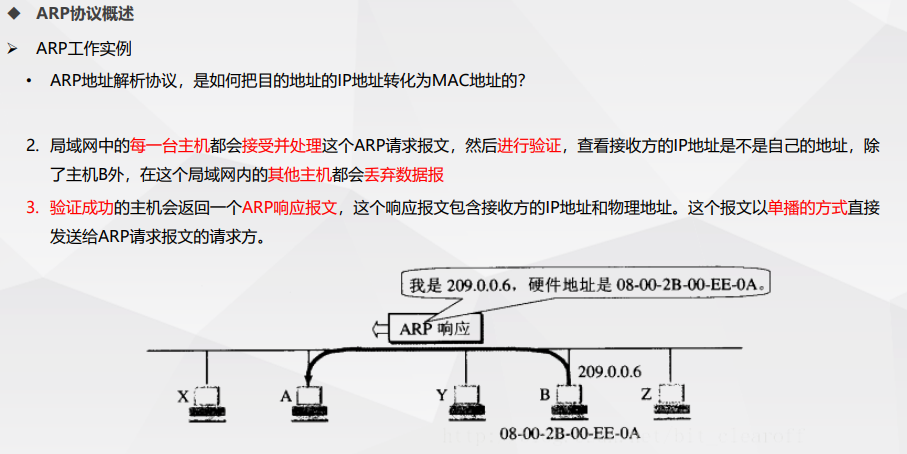 ◆ ARP协议概述
➢ ARP工作实例
• ARP地址解析协议，是如何把目的地址的IP地址转化为MAC地址的？
2. 局域网中的每一台主机都会接受并处理这个ARP请求报文，然后进行验证，查看接收方的IP地址是不是自己的地址，除
了主机B外，在这个局域网内的其他主机都会丢弃数据报
3. 验证成功的主机会返回一个ARP响应报文，这个响应报文包含接收方的IP地址和物理地址。这个报文以单播的方式直接
发送给ARP请求报文的请求方。
我是 209.0.0.6，硬件地址是 08-00-2B-00-EE-0A。
ARP 响应
209.0.0.6
X A Y B Z
08-00-2B-00-EE-0A